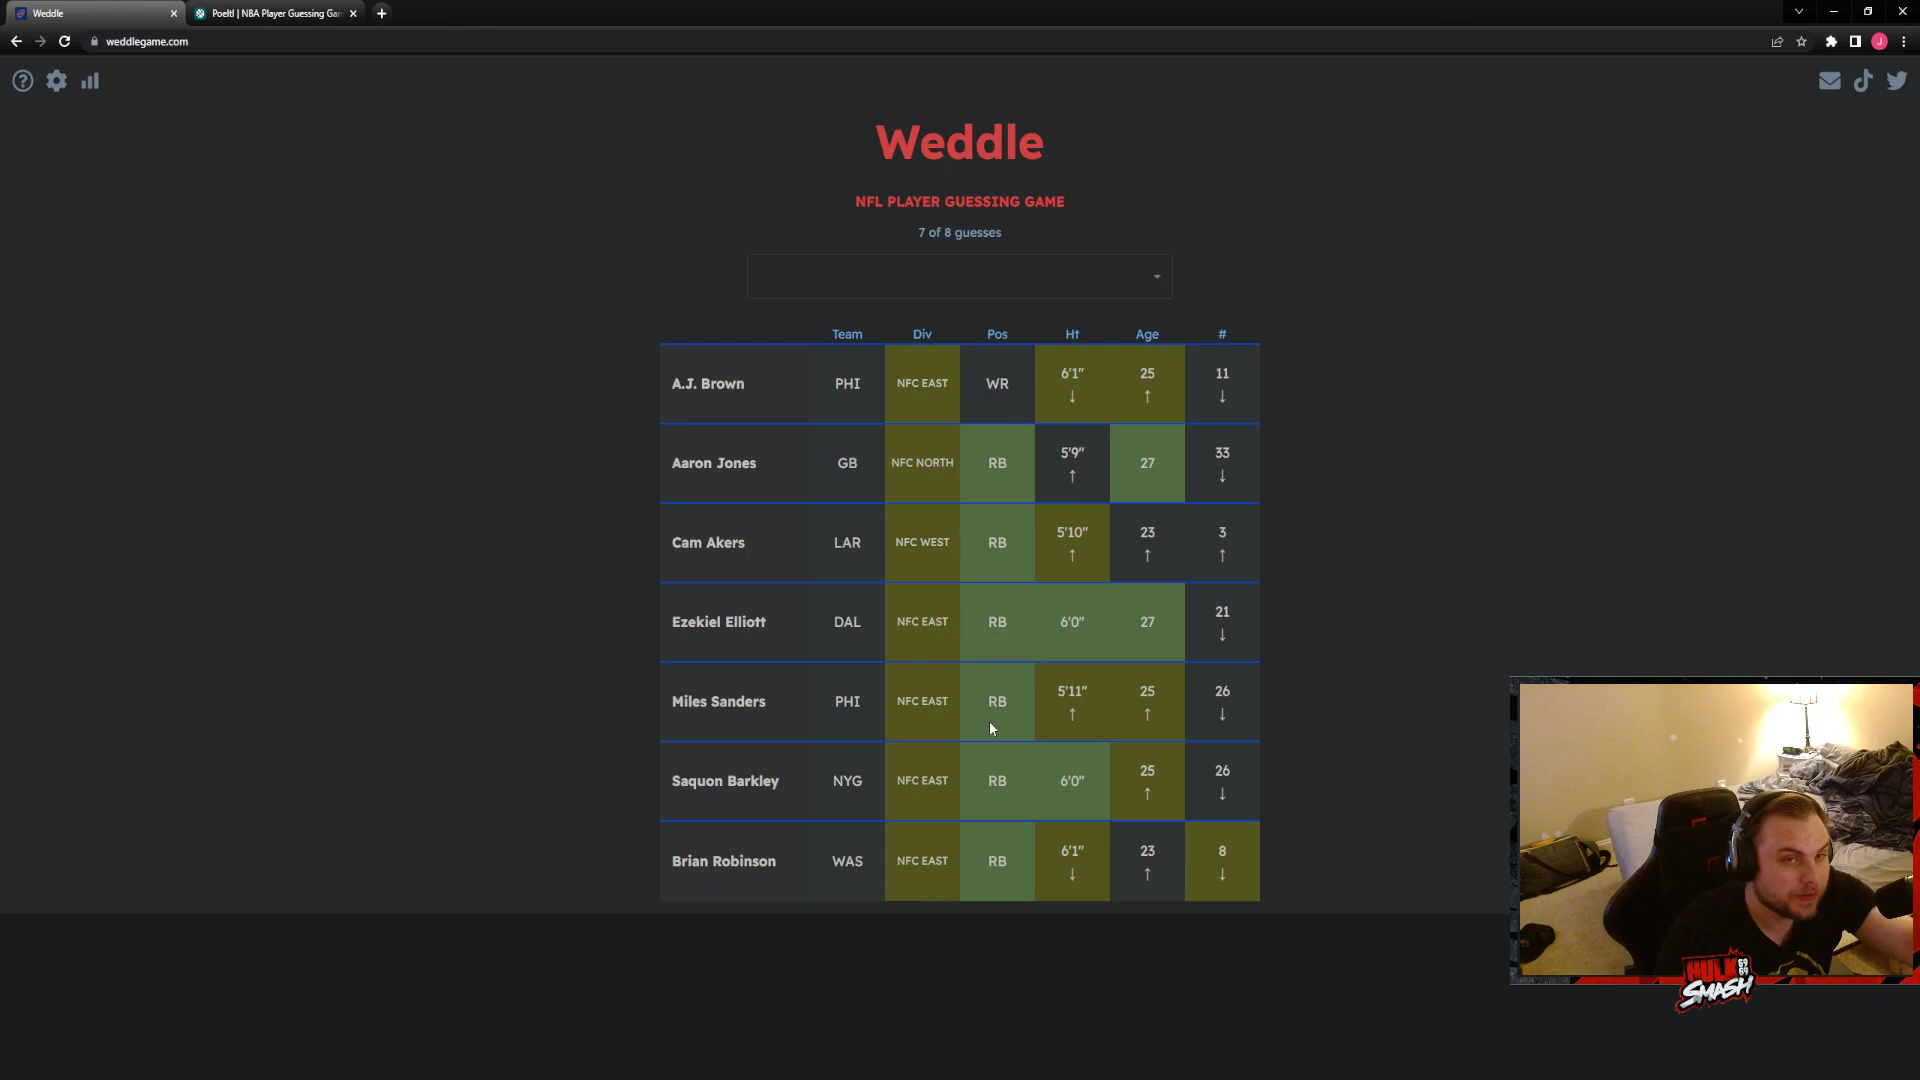 Weddle
Poeltl | NBA Player Guessing Gam
weddlegame.com
J
Weddle
NFL PLAYER GUESSING GAME
7 of 8 guesses
Team Div Pos Ht Age #
A.J. Brown PHI NFC EAST WR 6'1" ↓ 25 ↑ 11 ↓
Aaron Jones GB NFC NORTH RB 5'9" ↑ 27 33 ↓
Cam Akers LAR NFC WEST RB 5'10" ↑ 23 ↑ 3 ↑
Ezekiel Elliott DAL NFC EAST RB 6'0" 27 21 ↓
Miles Sanders PHI NFC EAST RB 5'11" ↑ 25 ↑ 26 ↓
Saquon Barkley NYG NFC EAST RB 6'0" 25 ↑ 26 ↓
Brian Robinson WAS NFC EAST RB 6'1" ↓ 23 ↑ 8 ↓
HULK 6969
SMASH